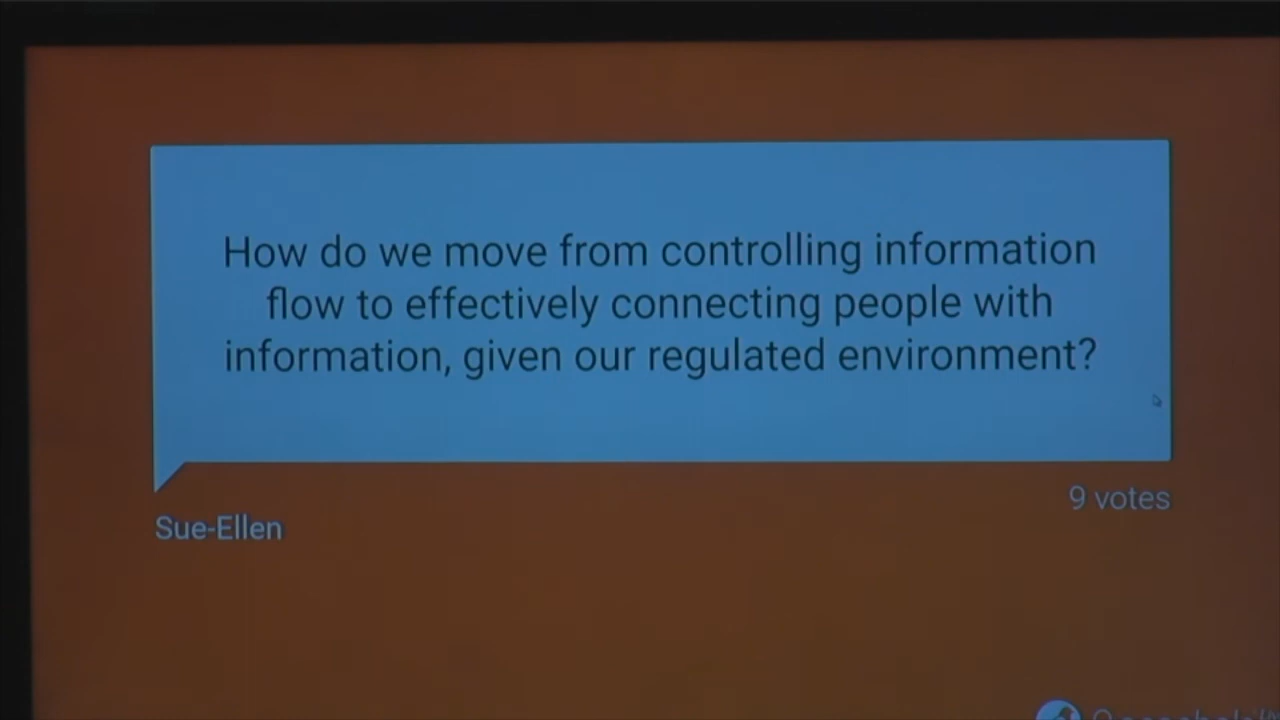 How do we move from controlling information
flow to effectively connecting people with
information, given our regulated environment?
9 votes
Sue-Ellen